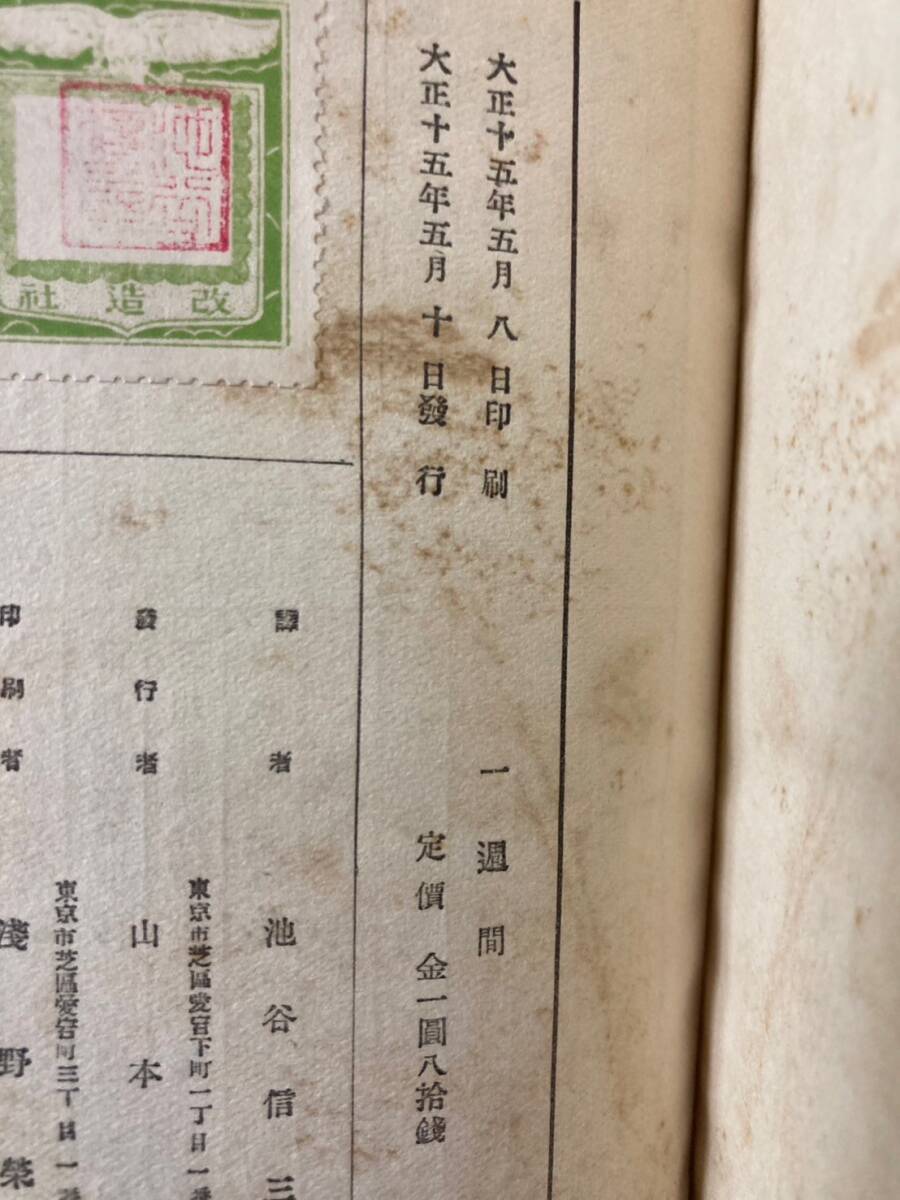 大正十五年五月八日印刷
大正十五年五月十日發行
一週間
定價 金一圓八拾錢
改造社
譯者 池谷信三
東京市芝區愛宕下町一丁目一
發行者 山本
東京市芝區愛宕町三丁目一
印刷者 淺野榮